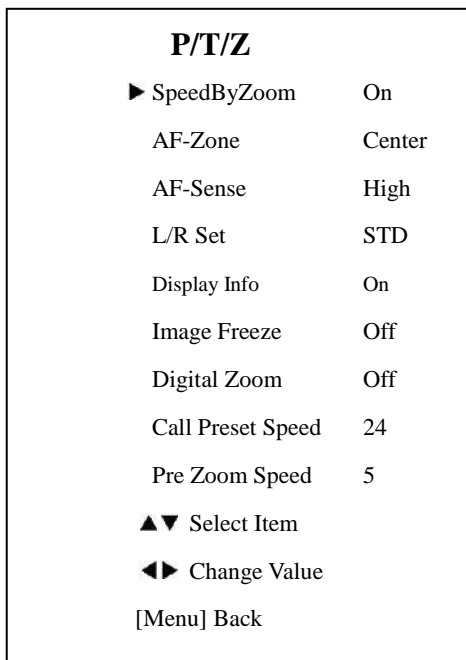 P/T/Z
▶ SpeedByZoom On
AF-Zone Center
AF-Sense High
L/R Set STD
Display Info On
Image Freeze Off
Digital Zoom Off
Call Preset Speed 24
Pre Zoom Speed 5
▲▼ Select Item
◀▶ Change Value
[Menu] Back